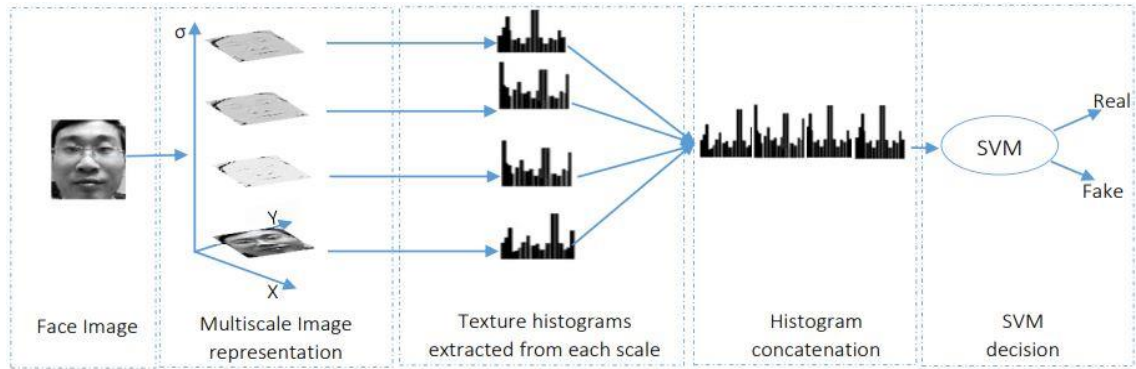 σ
Y
X
SVM
Real
Fake
Face Image
Multiscale Image
representation
Texture histograms
extracted from each scale
Histogram
concatenation
SVM
decision